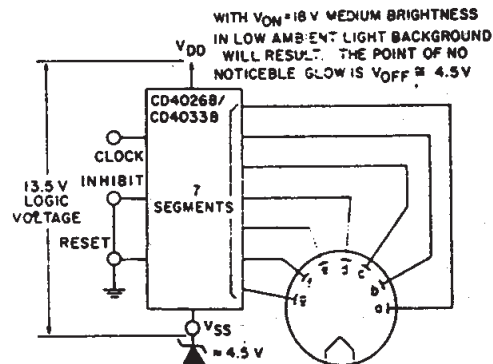 WITH VON=18 V MEDIUM BRIGHTNESS
IN LOW AMBIENT LIGHT BACKGROUND
WILL RESULT. THE POINT OF NO
NOTICEABLE GLOW IS VOFF ≅ 4.5V
VDD
CD4026B/
CD4033B
CLOCK
INHIBIT
13.5 V
LOGIC
VOLTAGE
7
SEGMENTS
RESET
g
f
e
d
c
b
a
VSS
≈ 4.5 V